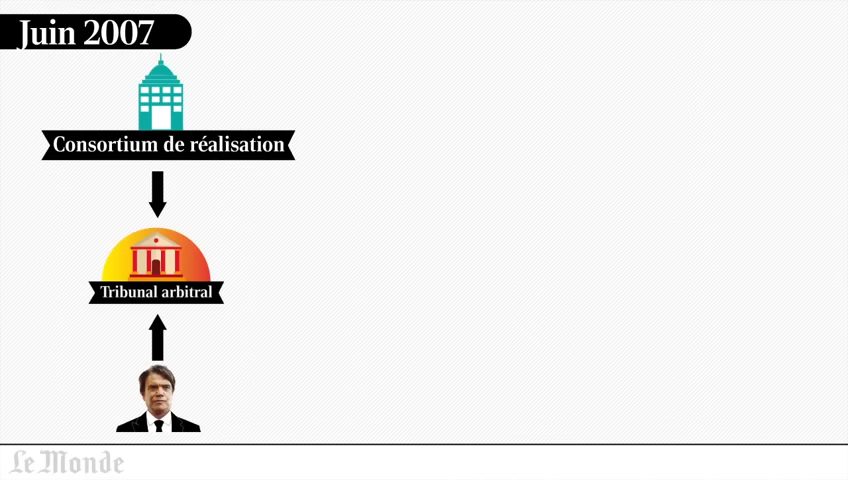 Juin 2007
Consortium de réalisation
Tribunal arbitral
Le Monde